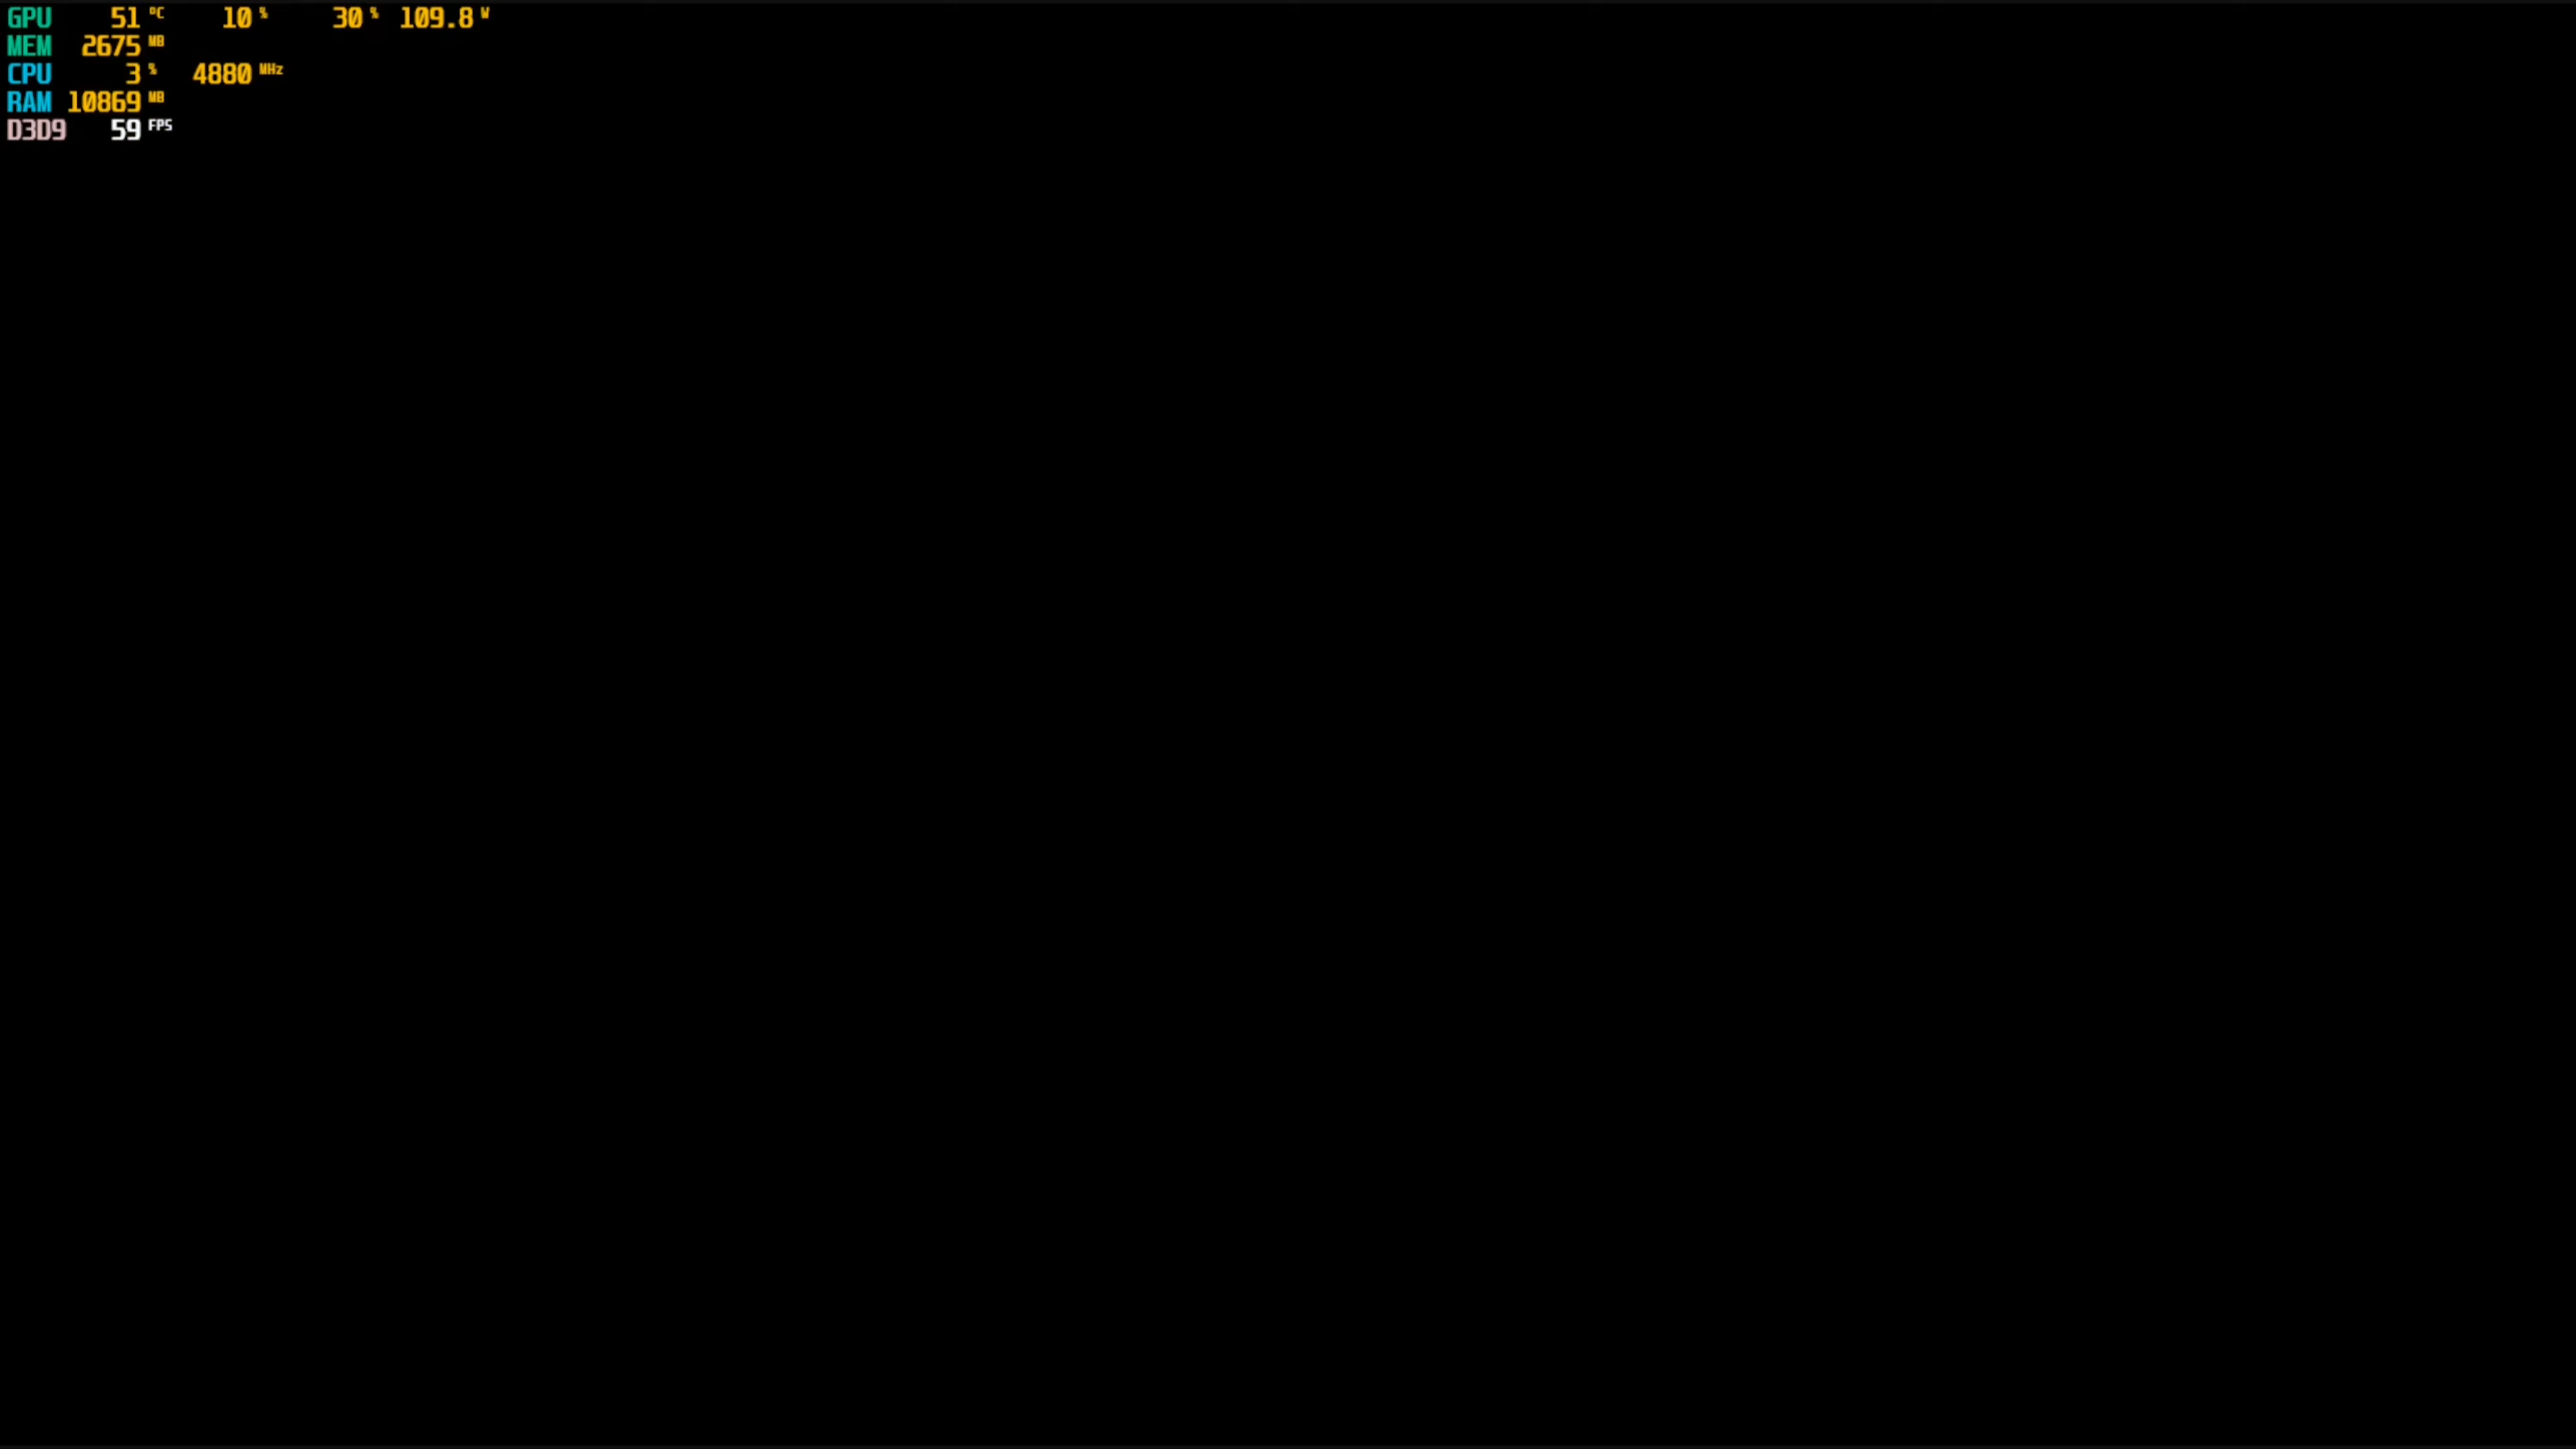 GPU 51 °C 10 % 30 % 109.8 W
MEM 2675 MB
CPU 3 % 4880 MHz
RAM 10869 MB
D3D9 59 FPS